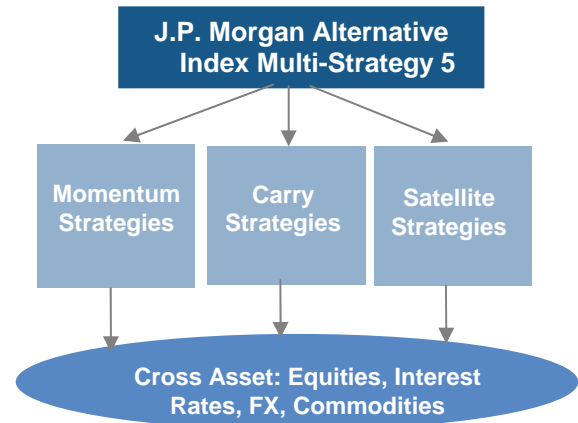 J.P. Morgan Alternative
Index Multi-Strategy 5
Momentum
Strategies
Carry
Strategies
Satellite
Strategies
Cross Asset: Equities, Interest
Rates, FX, Commodities